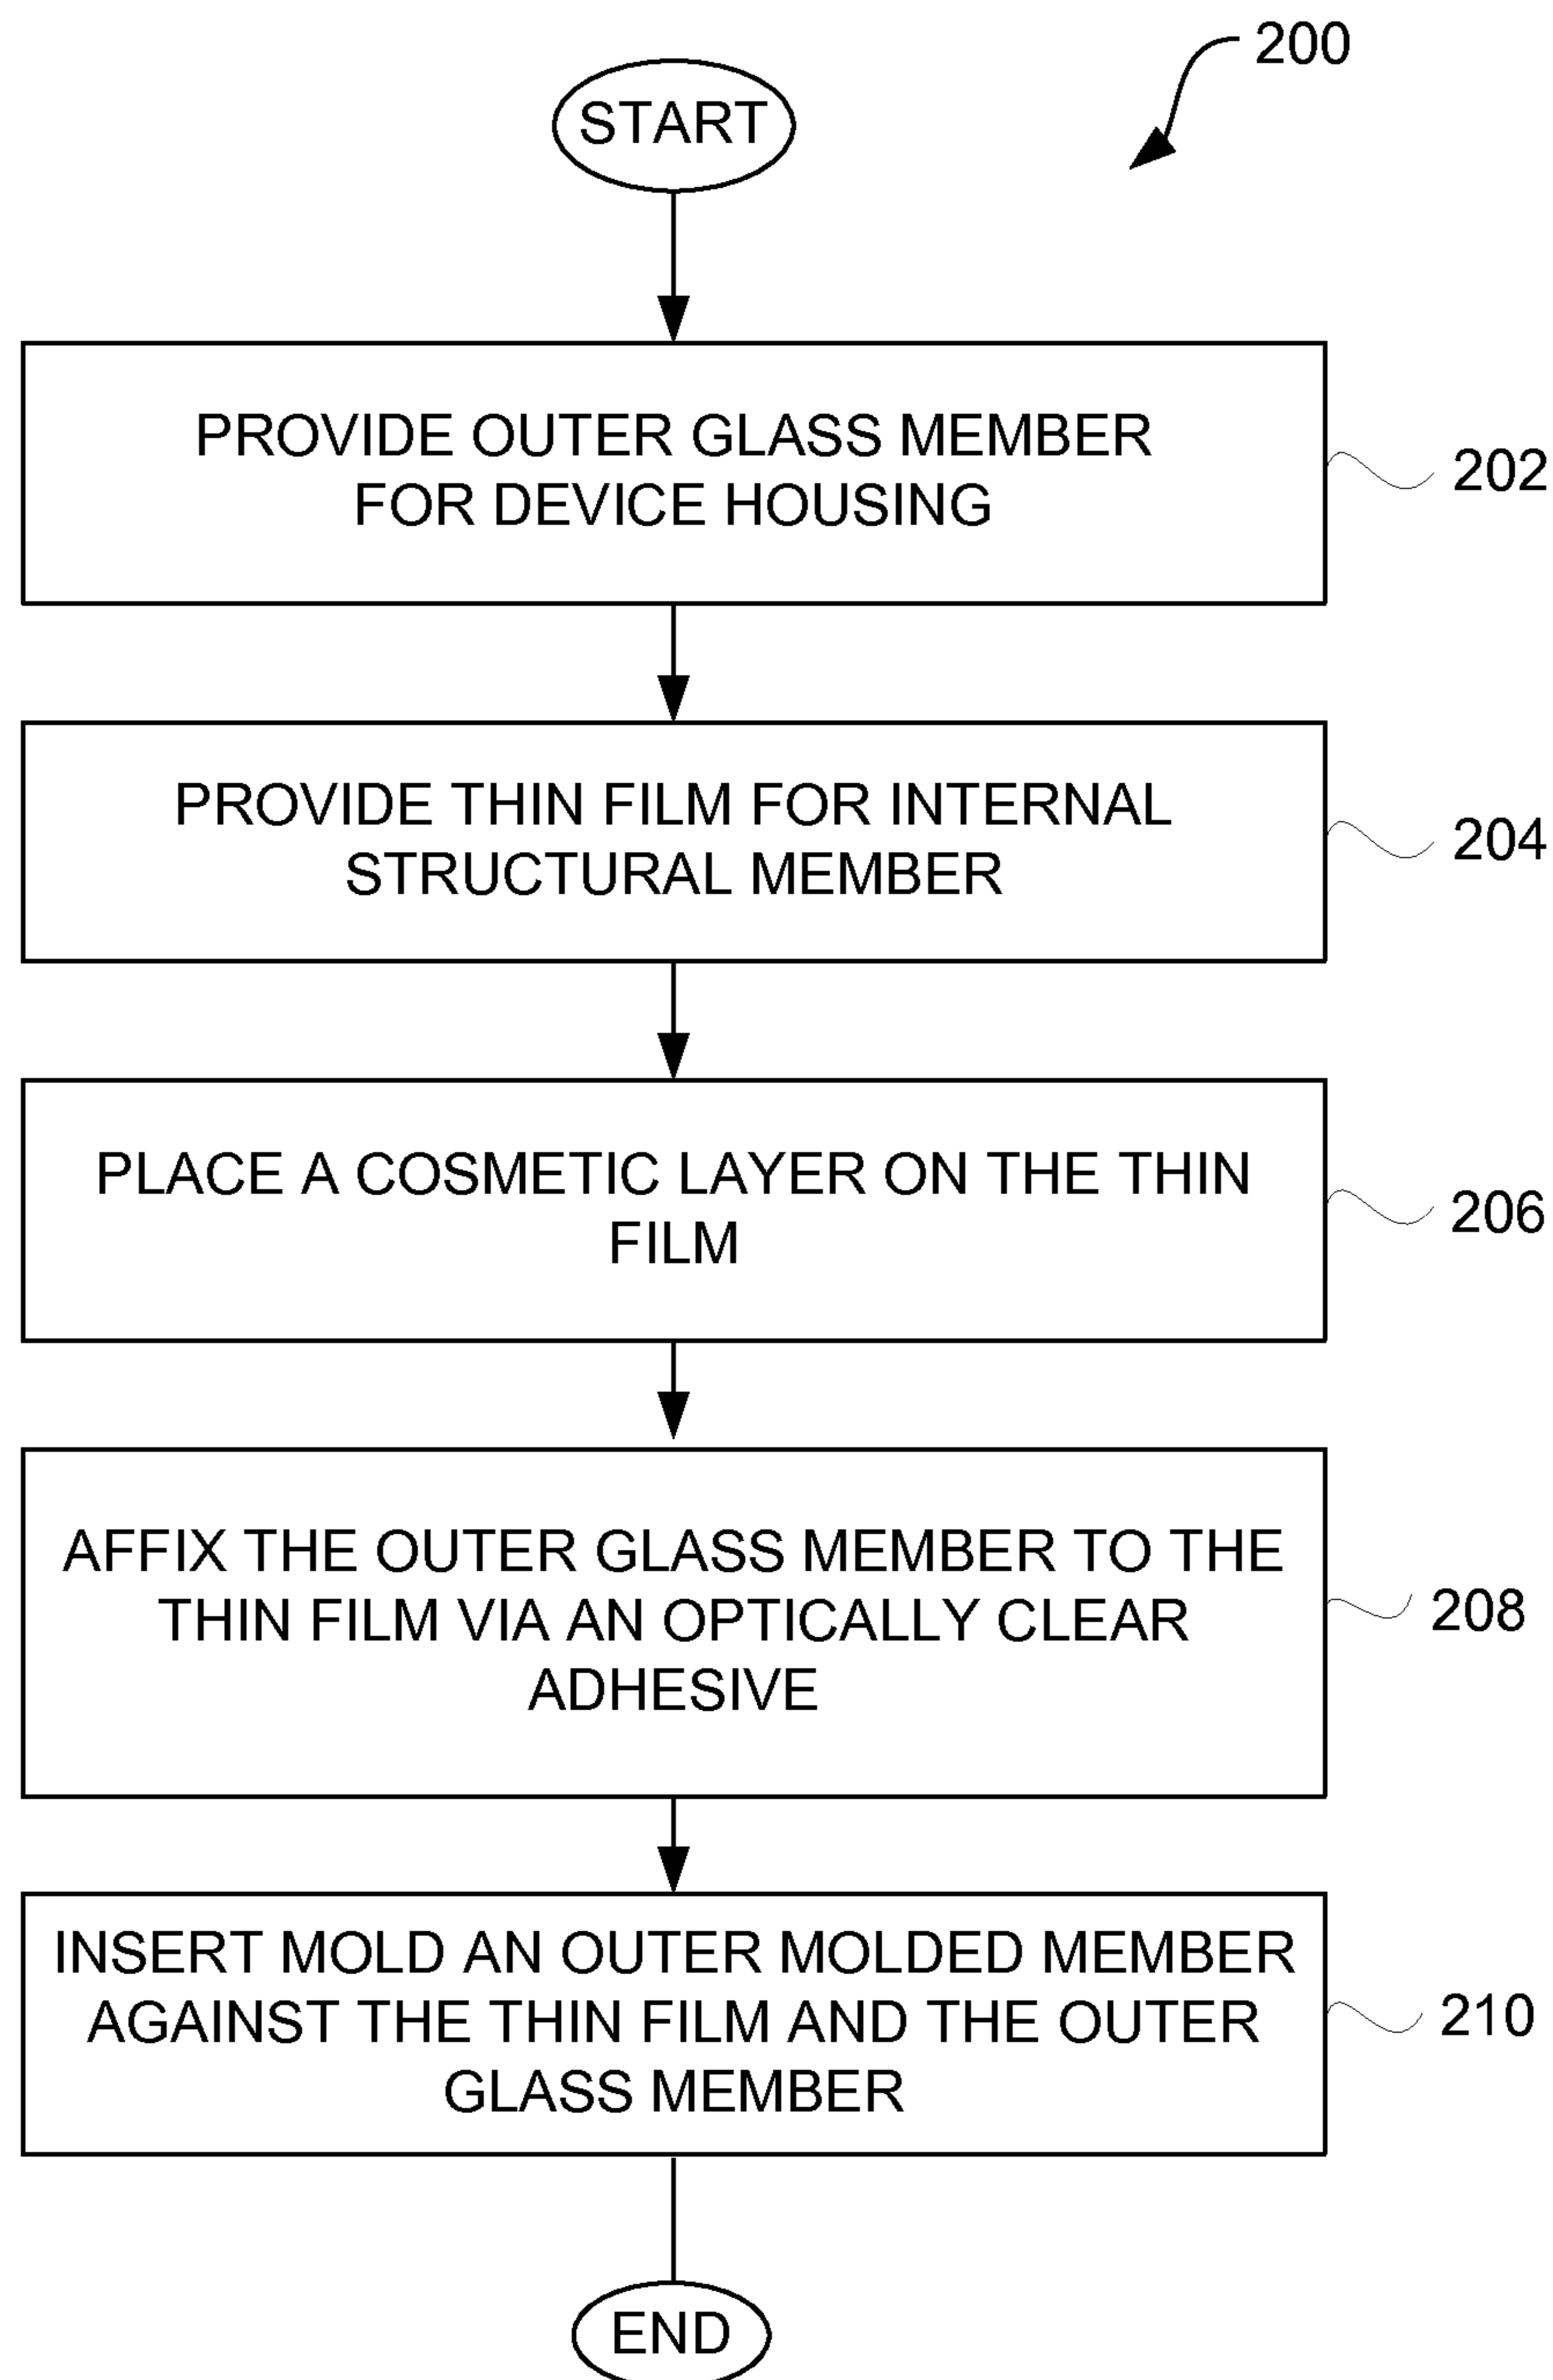 200
START
PROVIDE OUTER GLASS MEMBER
FOR DEVICE HOUSING
202
PROVIDE THIN FILM FOR INTERNAL
STRUCTURAL MEMBER
204
PLACE A COSMETIC LAYER ON THE THIN
FILM
206
AFFIX THE OUTER GLASS MEMBER TO THE
THIN FILM VIA AN OPTICALLY CLEAR
ADHESIVE
208
INSERT MOLD AN OUTER MOLDED MEMBER
AGAINST THE THIN FILM AND THE OUTER
GLASS MEMBER
210
END